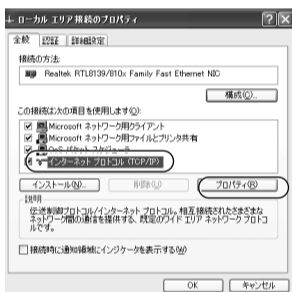 ローカル エリア接続のプロパティ
全般 認証 詳細設定
接続の方法:
Realtek RTL8139/810x Family Fast Ethernet NIC
構成(C)...
この接続は次の項目を使用します(O):
Microsoft ネットワーク用クライアント
Microsoft ネットワーク用ファイルとプリンタ共有
QoS パケット スケジューラ
インターネット プロトコル (TCP/IP)
インストール(N)... 削除(U) プロパティ(R)
説明
伝送制御プロトコル/インターネット プロトコル。相互接続されたさまざまな
ネットワーク間の通信を提供する、既定のワイド エリア ネットワーク プロトコ
ルです。
接続時に通知領域にインジケータを表示する(W)
OK キャンセル